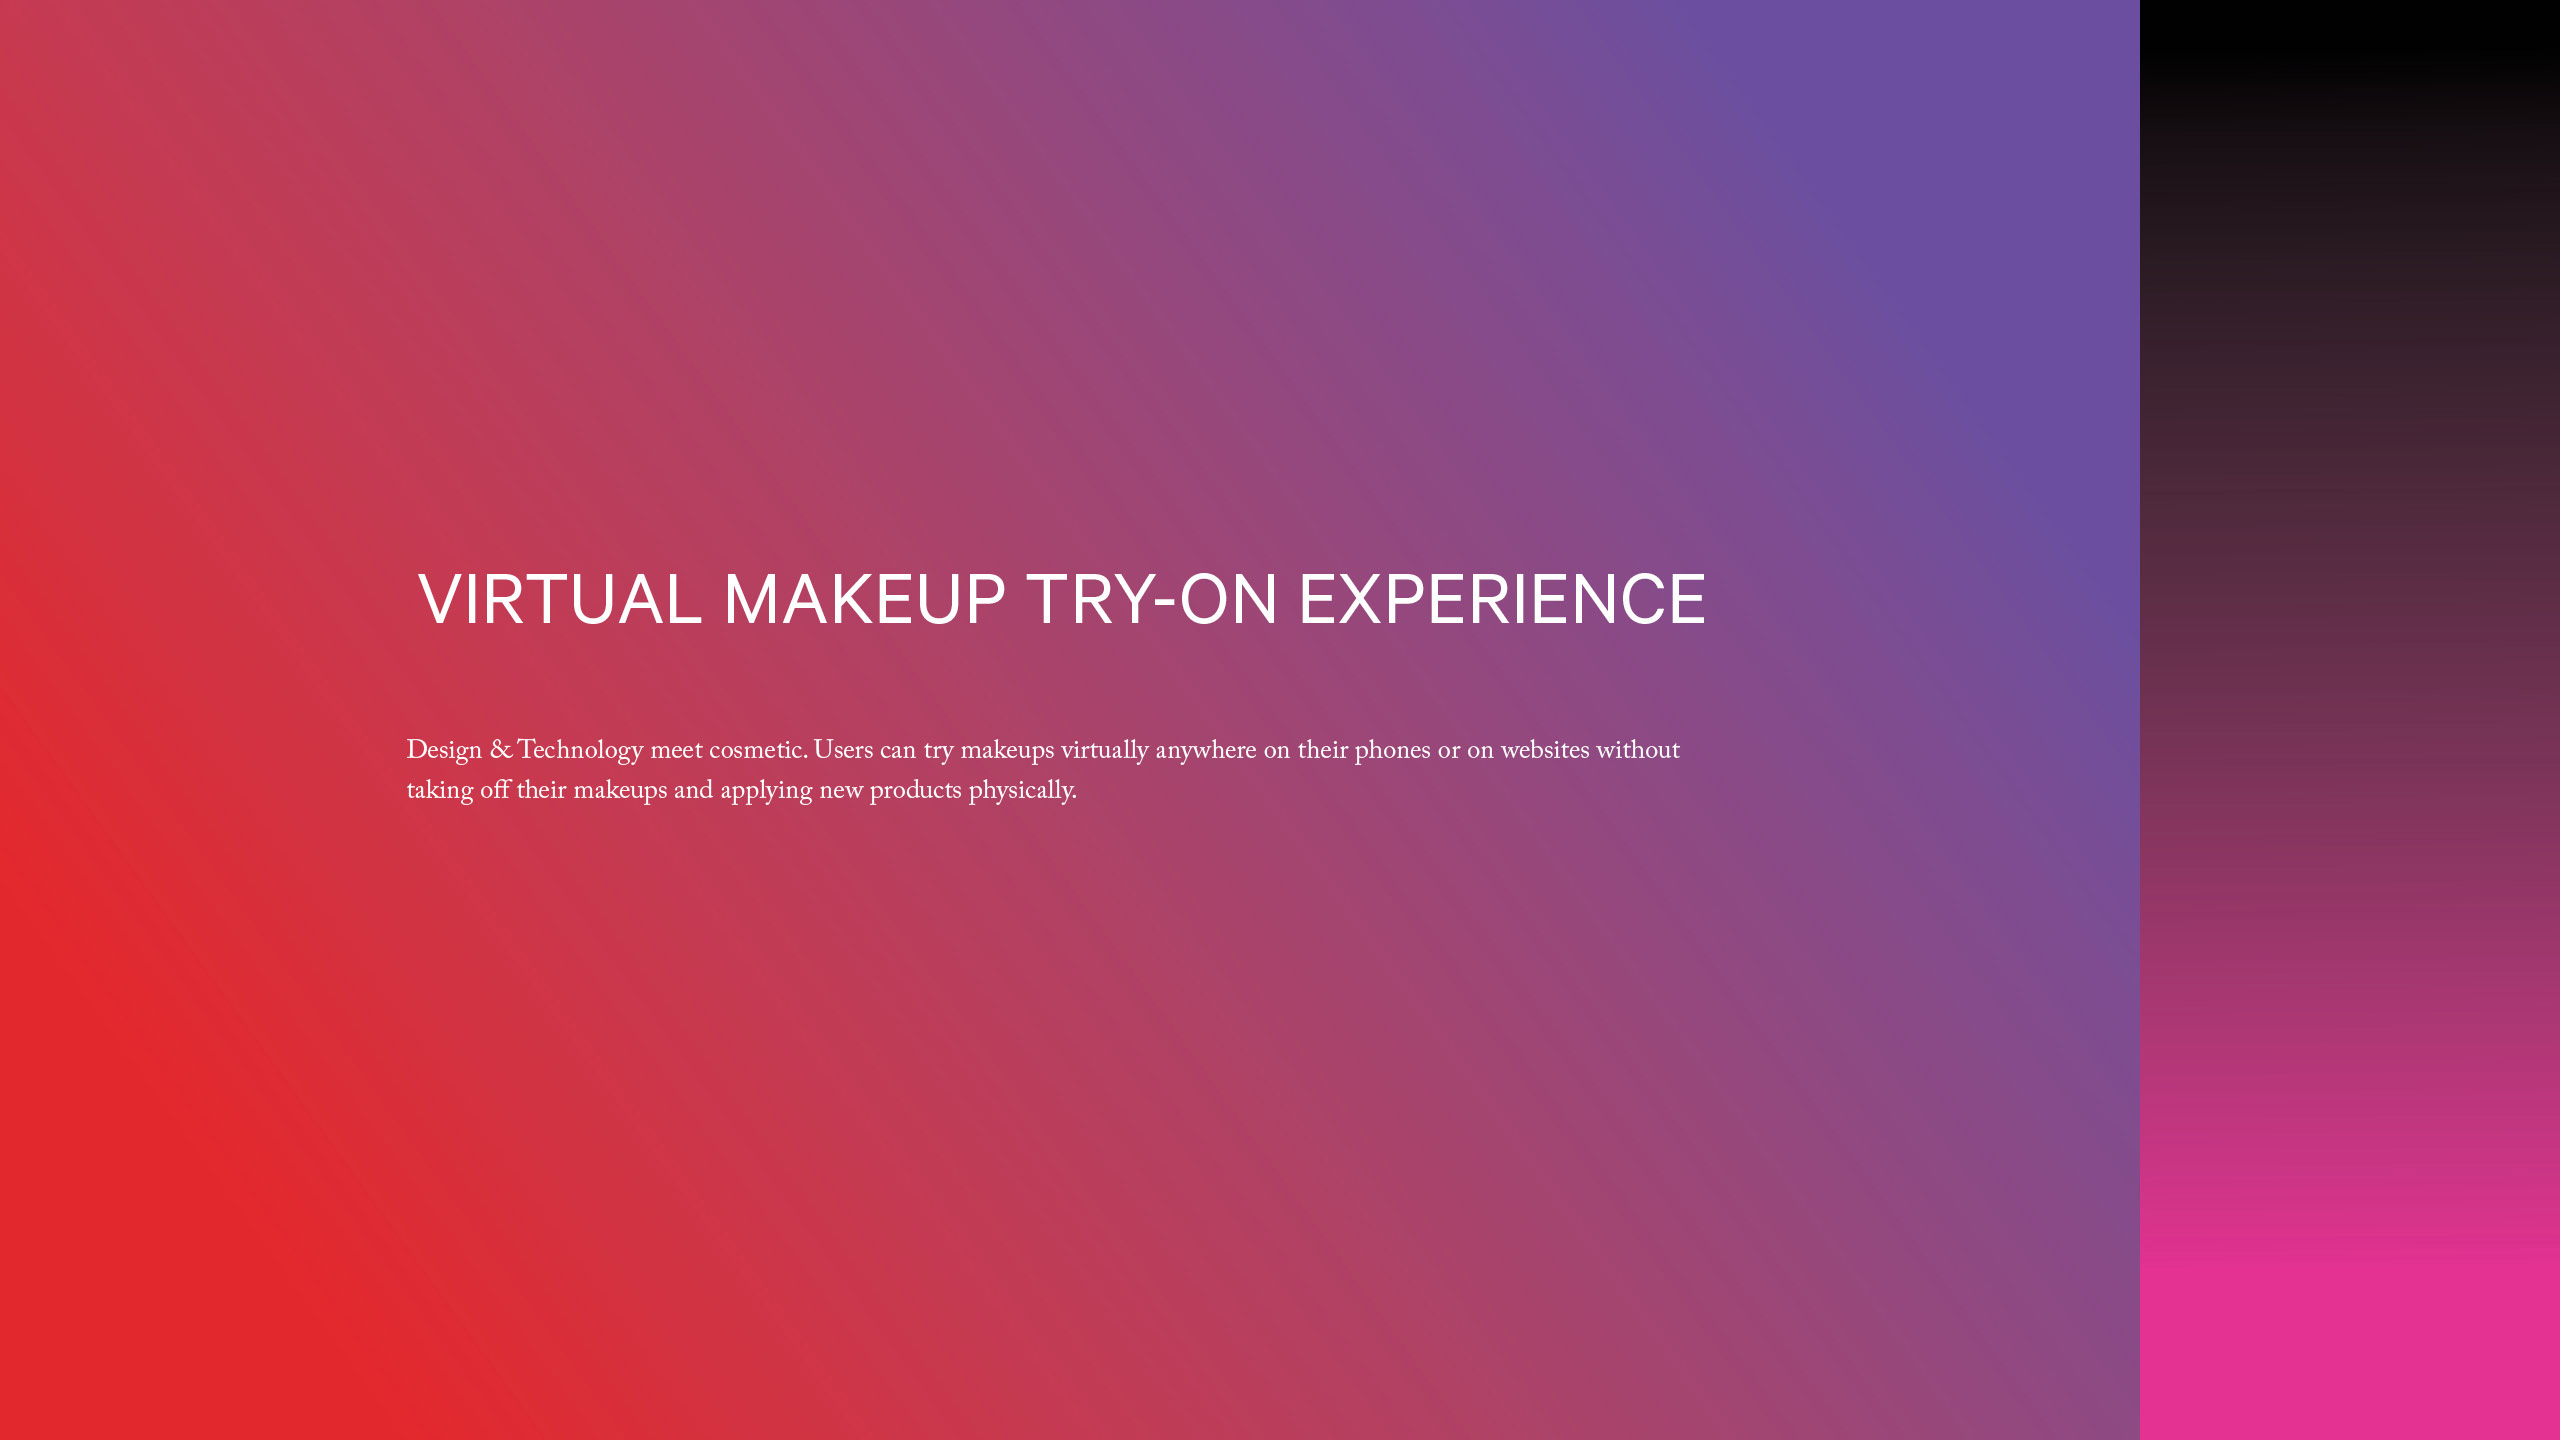 VIRTUAL MAKEUP TRY-ON EXPERIENCE
Design & Technology meet cosmetic. Users can try makeups virtually anywhere on their phones or on websites without
taking off their makeups and applying new products physically.